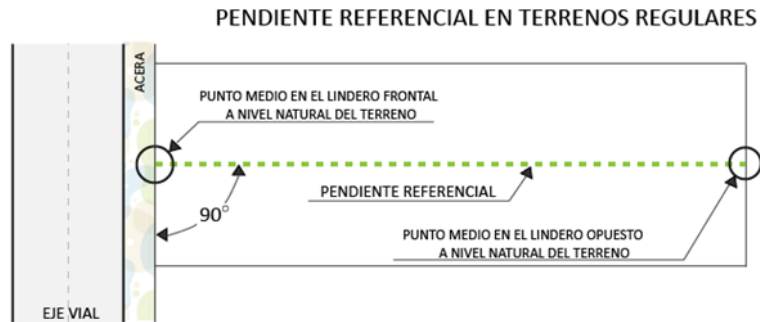 PENDIENTE REFERENCIAL EN TERRENOS REGULARES
ACERA
PUNTO MEDIO EN EL LINDERO FRONTAL
A NIVEL NATURAL DEL TERRENO
PENDIENTE REFERENCIAL
90°
PUNTO MEDIO EN EL LINDERO OPUESTO
A NIVEL NATURAL DEL TERRENO
EJE VIAL